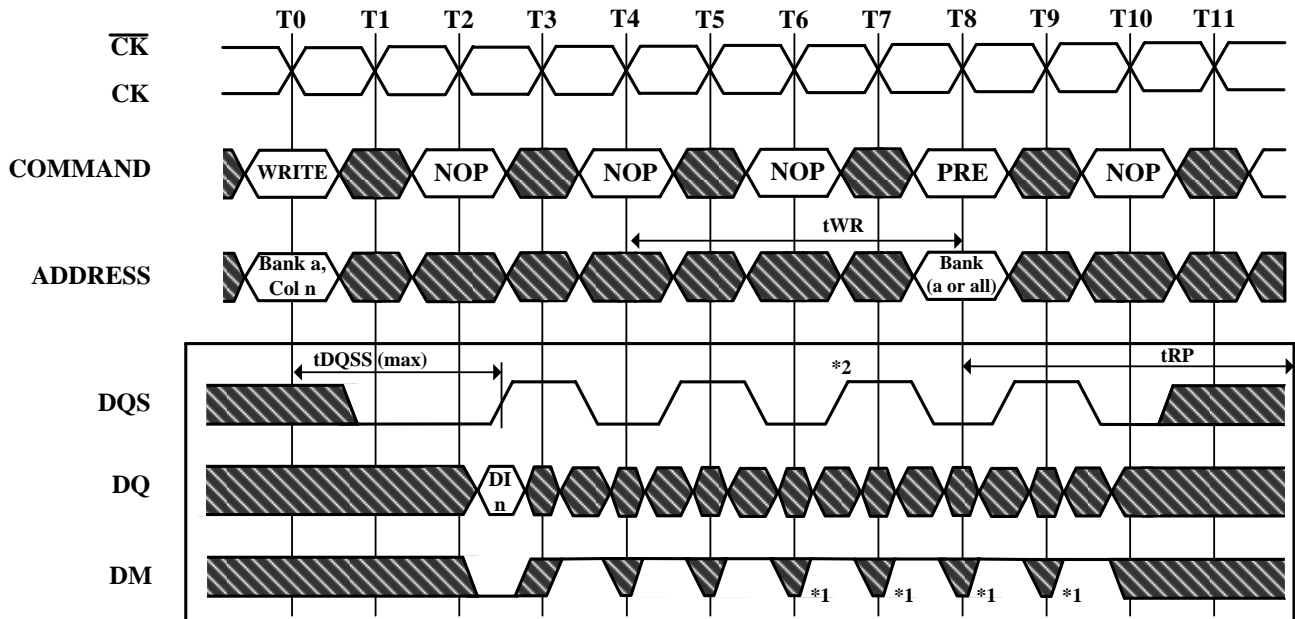 T0 T1 T2 T3 T4 T5 T6 T7 T8 T9 T10 T11
CK
CK
COMMAND WRITE NOP NOP NOP PRE NOP
tWR
ADDRESS Bank a, Bank
Col n (a or all)
tDQSS (max) *2 tRP
DQS
DQ DI
n
DM *1 *1 *1 *1